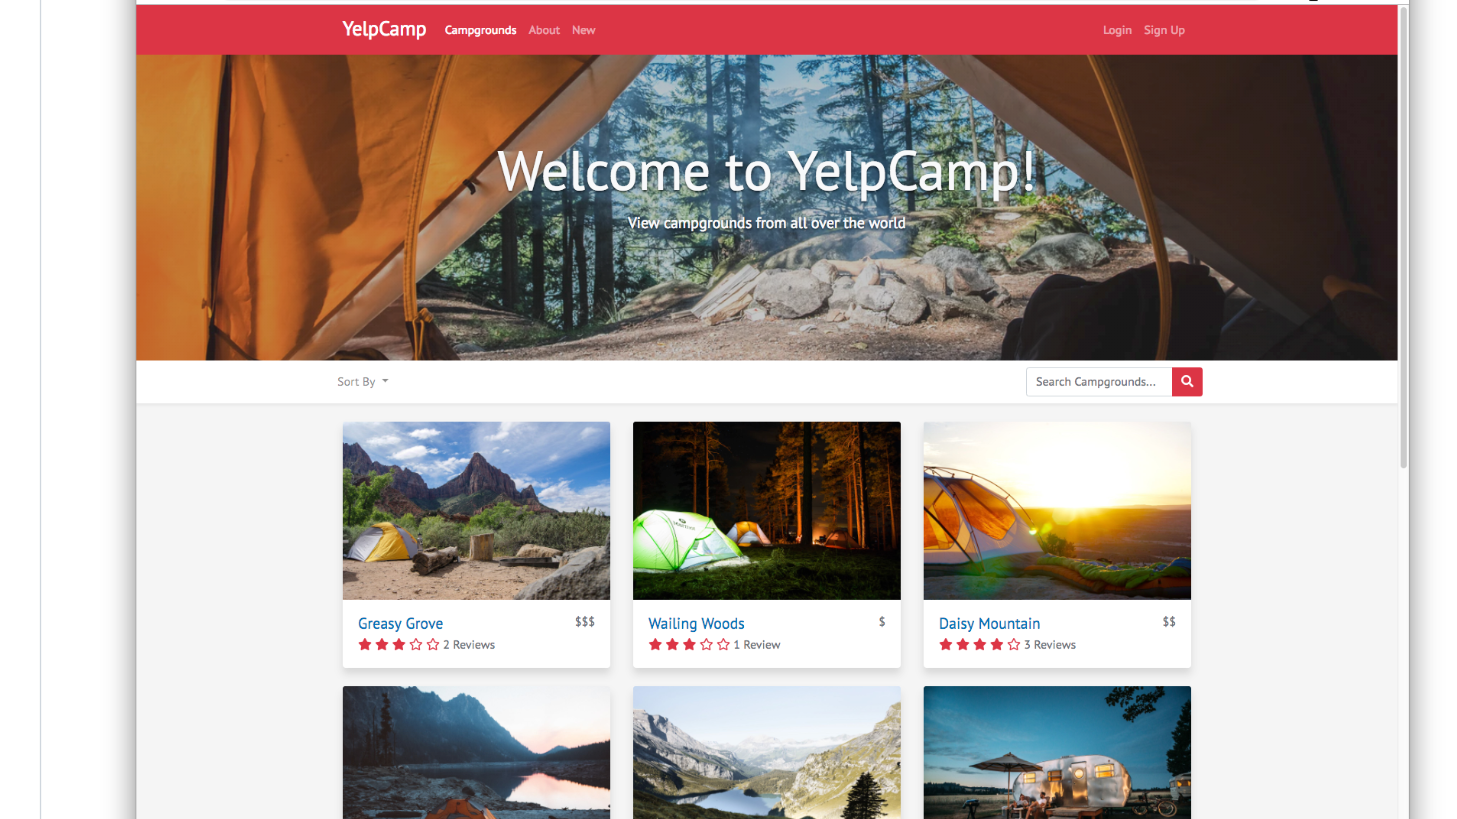 YelpCamp Campgrounds About New Login Sign Up
Welcome to YelpCamp!
View campgrounds from all over the world
Sort By Search Campgrounds...
Greasy Grove $$$
2 Reviews
Wailing Woods $
1 Review
Daisy Mountain $$
3 Reviews